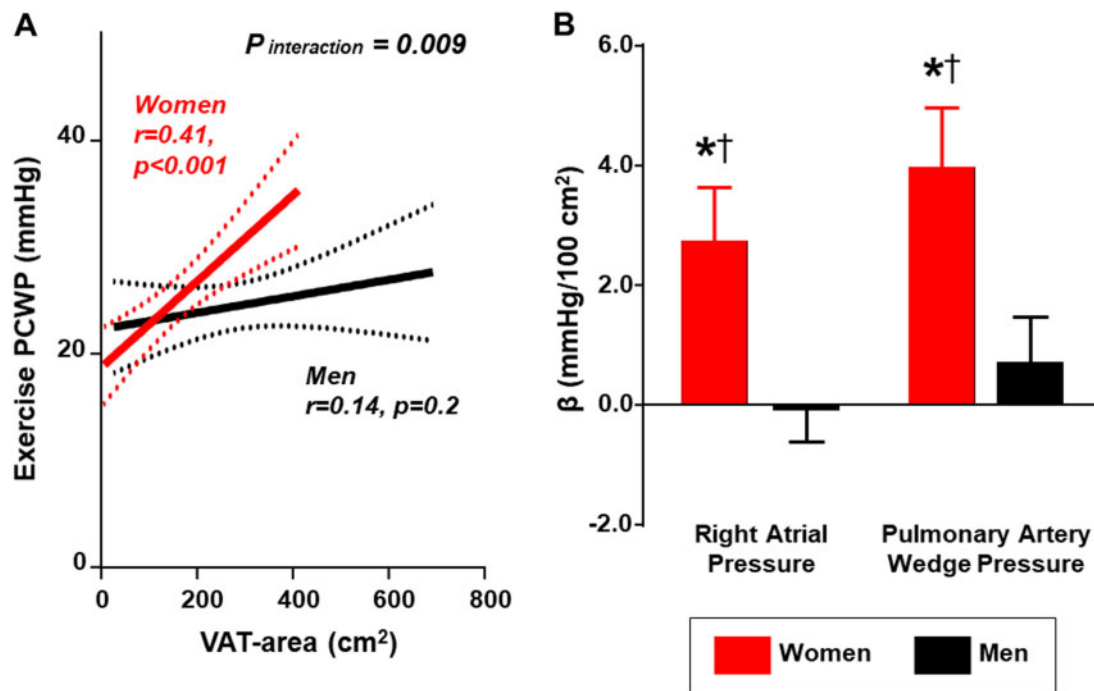 A
P interaction = 0.009
Women
r=0.41,
p<0.001
Men
r=0.14, p=0.2
Exercise PCWP (mmHg)
40
20
0
0 200 400 600 800
VAT-area (cm²)
B
β (mmHg/100 cm²)
6.0
4.0
2.0
0.0
-2.0
*†
*†
Right Atrial
Pressure
Pulmonary Artery
Wedge Pressure
Women
Men